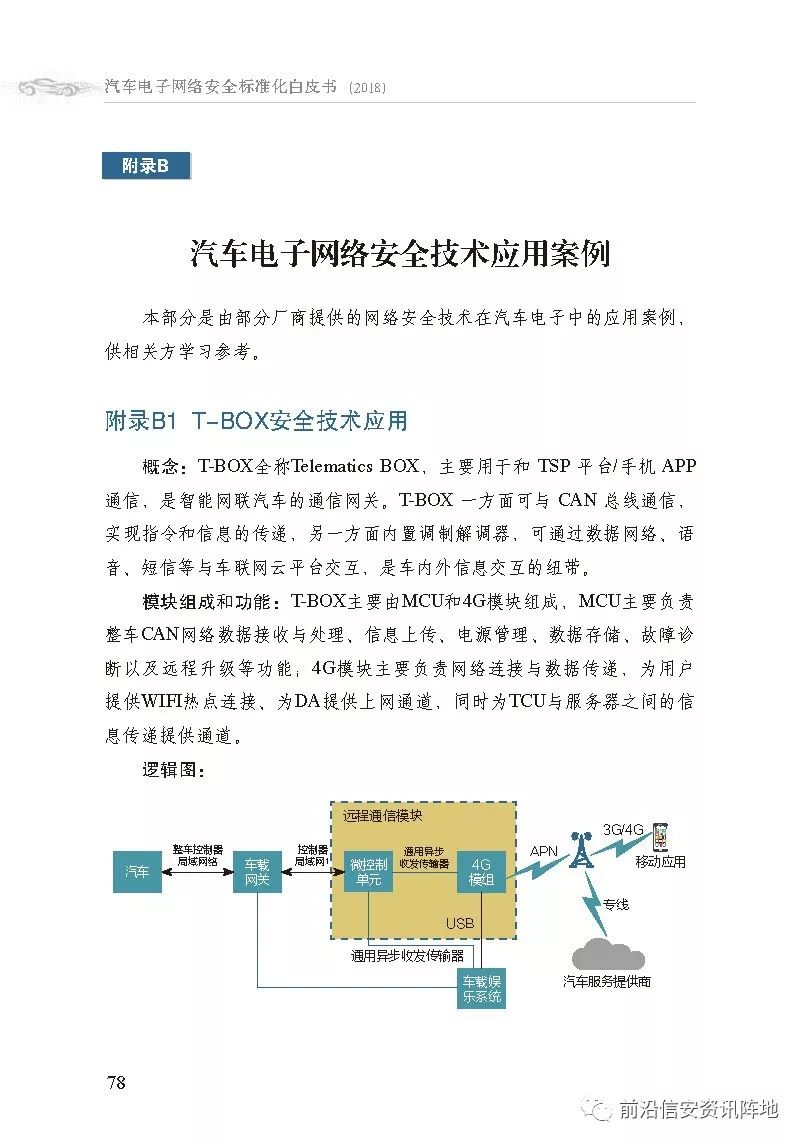 汽车电子网络安全标准化白皮书 (2018)
附录B
汽车电子网络安全技术应用案例
本部分是由部分厂商提供的网络安全技术在汽车电子中的应用案例，
供相关方学习参考。
附录B1 T-BOX安全技术应用
概念：T-BOX全称Telematics BOX，主要用于和 TSP 平台/手机 APP
通信，是智能网联汽车的通信网关。T-BOX 一方面可与 CAN 总线通信，
实现指令和信息的传递，另一方面内置调制解调器，可通过数据网络、语
音、短信等与车联网云平台交互，是车内外信息交互的纽带。
模块组成和功能：T-BOX主要由MCU和4G模块组成，MCU主要负责
整车CAN网络数据接收与处理、信息上传、电源管理、数据存储、故障诊
断以及远程升级等功能；4G模块主要负责网络连接与数据传递，为用户
提供WIFI热点连接、为DA提供上网通道，同时为TCU与服务器之间的信
息传递提供通道。
逻辑图：
远程通信模块
汽车
整车控制器
局域网络
车载
网关
控制器
局域网1
微控制
单元
通用异步
收发传输器
4G
模组
APN
3G/4G
移动应用
专线
USB
通用异步收发传输器
车载娱
乐系统
汽车服务提供商
78
前沿信安资讯阵地